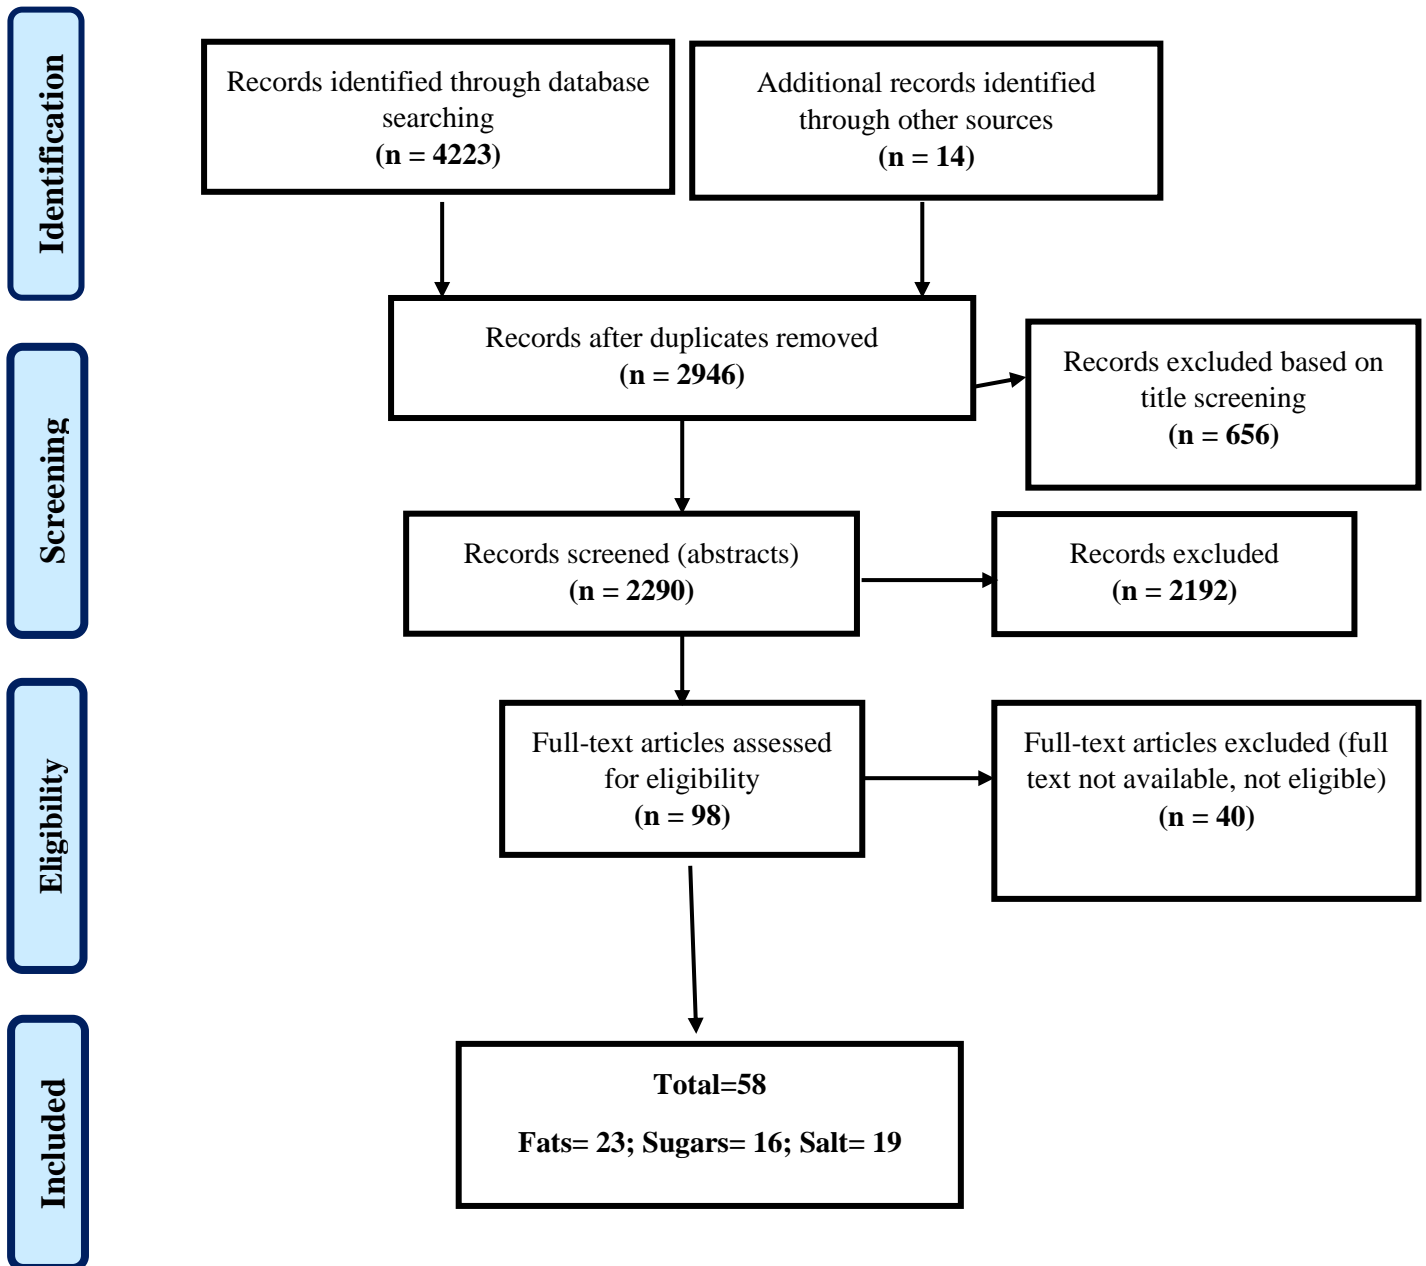 Identification
Records identified through database
searching
(n = 4223)
Additional records identified
through other sources
(n = 14)
Records after duplicates removed
(n = 2946)
Records excluded based on
title screening
(n = 656)
Screening
Records screened (abstracts)
(n = 2290)
Records excluded
(n = 2192)
Eligibility
Full-text articles assessed
for eligibility
(n = 98)
Full-text articles excluded (full
text not available, not eligible)
(n = 40)
Included
Total=58
Fats= 23; Sugars= 16; Salt= 19